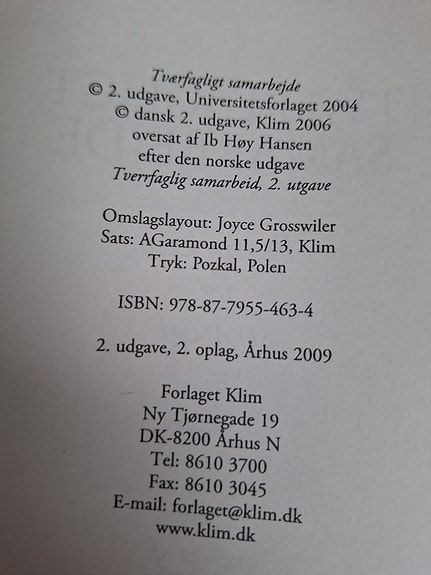 Tværfagligt samarbejde
© 2. udgave, Universitetsforlaget 2004
© dansk 2. udgave, Klim 2006
oversat af Ib Høy Hansen
efter den norske udgave
Tverrfaglig samarbeid, 2. utgave
Omslagslayout: Joyce Grosswiler
Sats: AGaramond 11,5/13, Klim
Tryk: Pozkal, Polen
ISBN: 978-87-7955-463-4
2. udgave, 2. oplag, Århus 2009
Forlaget Klim
Ny Tjørnegade 19
DK-8200 Århus N
Tel: 8610 3700
Fax: 8610 3045
E-mail: forlaget@klim.dk
www.klim.dk